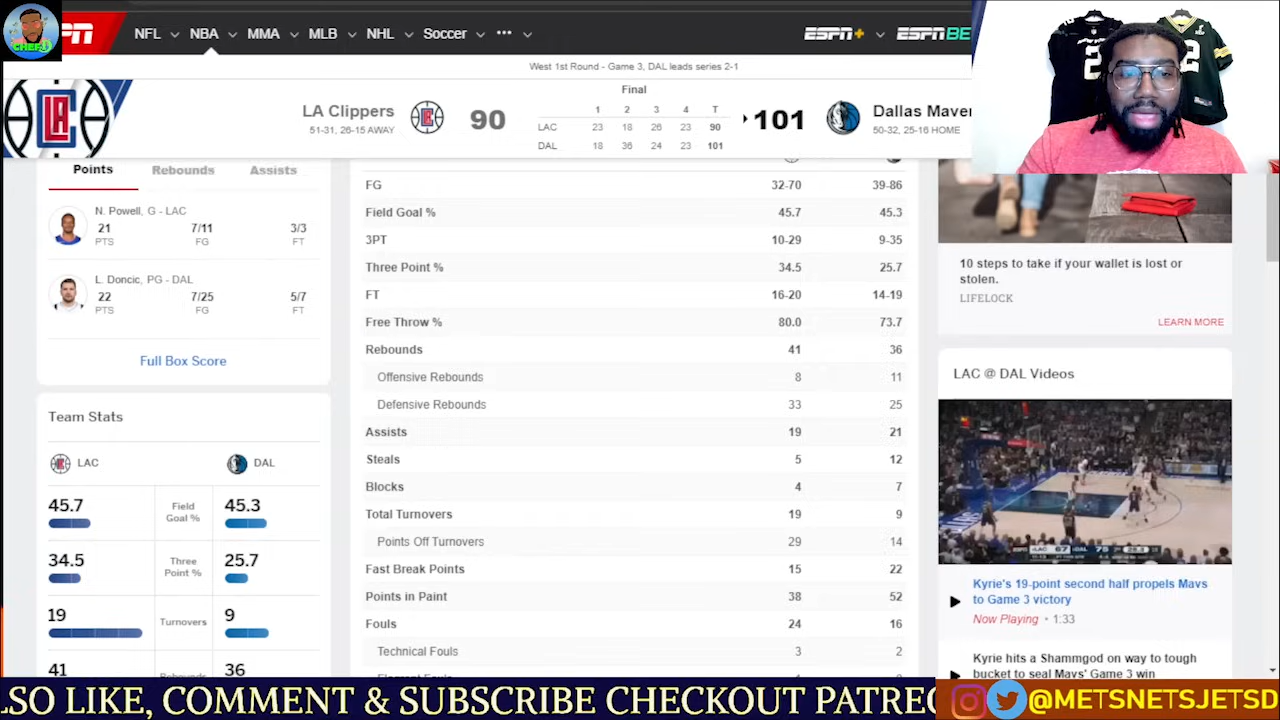 CHEF JJ
NFL NBA MMA MLB NHL Soccer ••• ESPN+ ESPN BE
West 1st Round - Game 3, DAL leads series 2-1
LA Clippers
51-31, 26-15 AWAY
90
Final
1 2 3 4 T
LAC 23 18 26 23 90
DAL 18 36 24 23 101
101
Dallas Maver
50-32, 25-16 HOME
LA
Points Rebounds Assists
N. Powell, G - LAC
21 7/11 3/3
PTS FG FT
L. Doncic, PG - DAL
22 7/25 5/7
PTS FG FT
Full Box Score
Team Stats
LAC DAL
45.7 Field Goal % 45.3
34.5 Three Point % 25.7
19 Turnovers 9
41 Rebounds 36
FG 32-70 39-86
Field Goal % 45.7 45.3
3PT 10-29 9-35
Three Point % 34.5 25.7
FT 16-20 14-19
Free Throw % 80.0 73.7
Rebounds 41 36
Offensive Rebounds 8 11
Defensive Rebounds 33 25
Assists 19 21
Steals 5 12
Blocks 4 7
Total Turnovers 19 9
Points Off Turnovers 29 14
Fast Break Points 15 22
Points in Paint 38 52
Fouls 24 16
Technical Fouls 3 2
10 steps to take if your wallet is lost or
stolen.
LIFELOCK
LEARN MORE
LAC @ DAL Videos
LAC 67 DAL 75
Kyrie's 19-point second half propels Mavs
to Game 3 victory
Now Playing • 1:33
Kyrie hits a Shammgod on way to tough
bucket to seal Mavs' Game 3 win
LSO LIKE, COMMENT & SUBSCRIBE CHECKOUT PATREO
@METSNETSJETSD